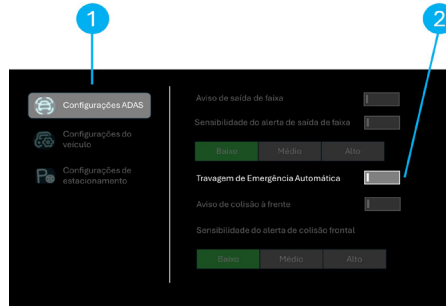 1
2
Configurações ADAS
Configurações do
veículo
Configurações de
estacionamento
Aviso de saída de faixa
Sensibilidade do alerta de saída de faixa
Baixo Médio Alto
Travagem de Emergência Automática
Aviso de colisão à frente
Sensibilidade do alerta de colisão frontal
Baixo Médio Alto